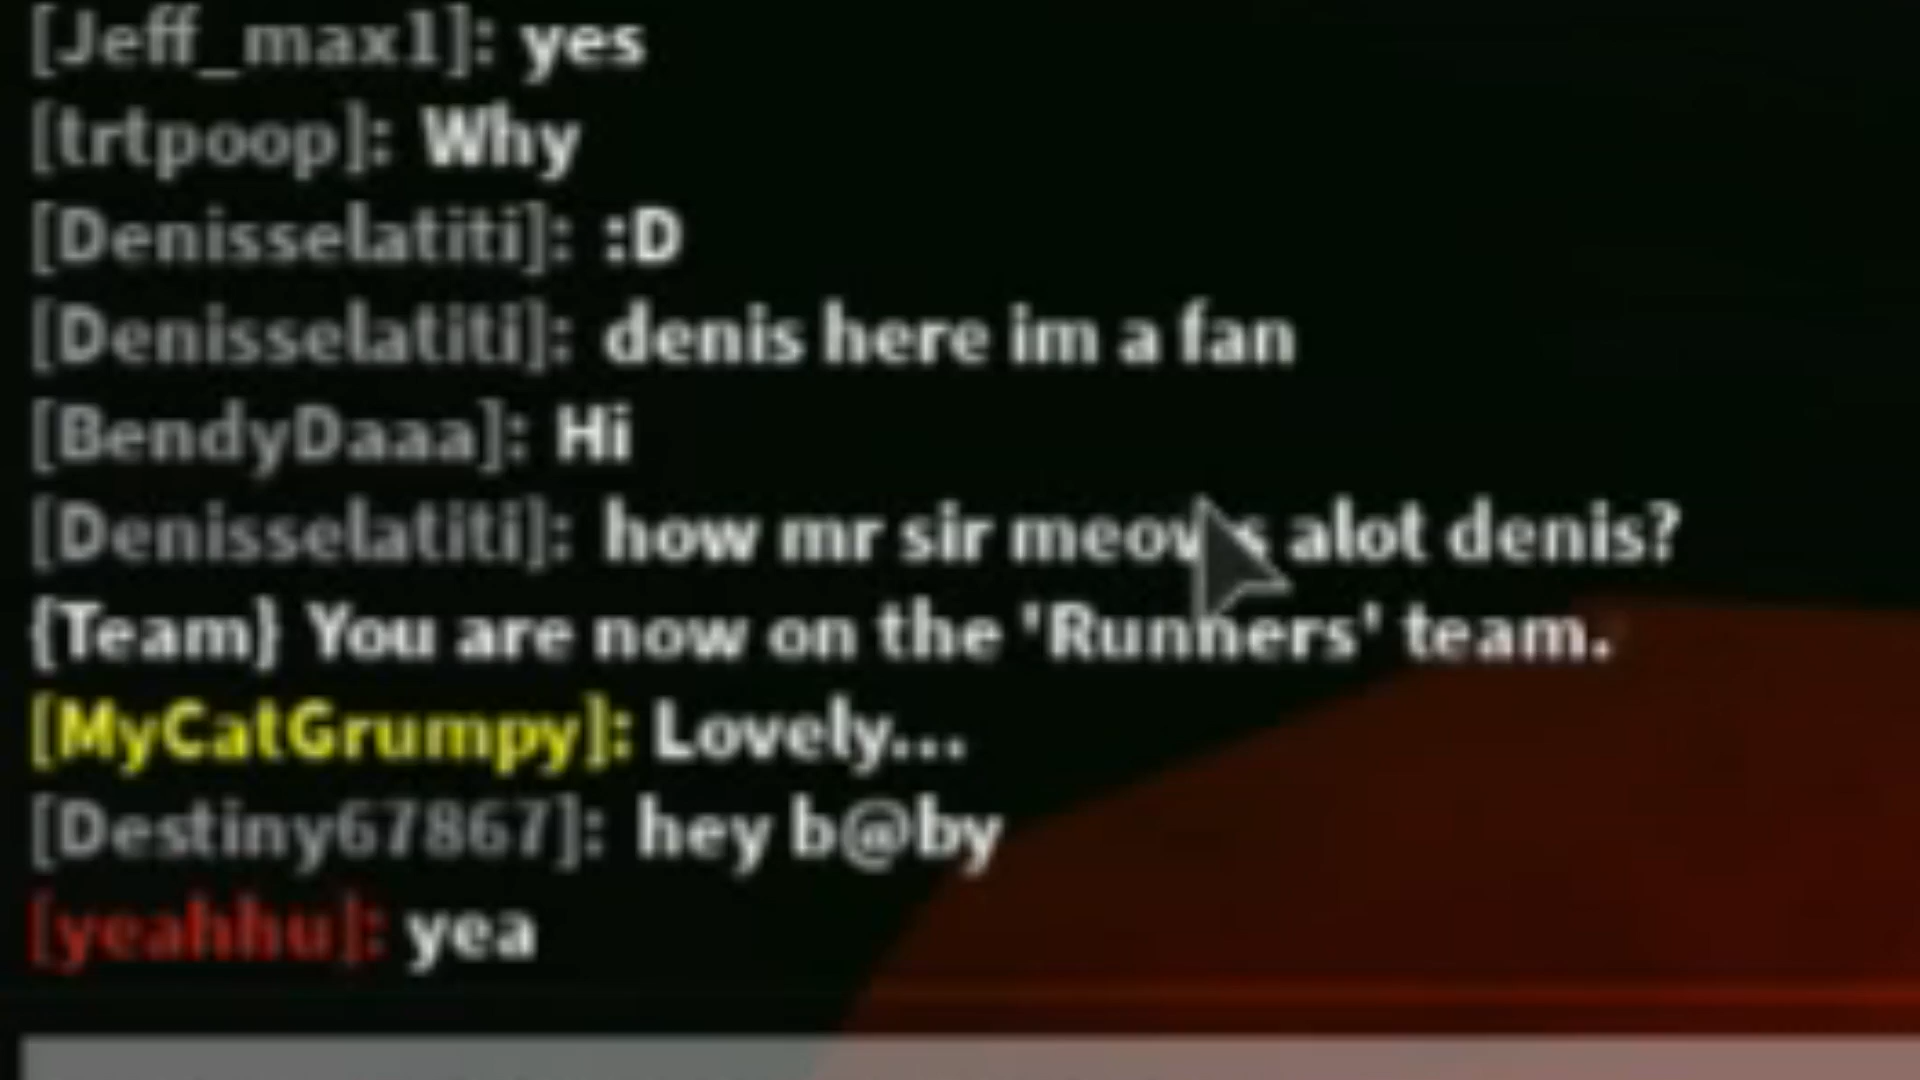 [Jeff_max1]: yes
[trtpoop]: Why
[Denisselatiti]: :D
[Denisselatiti]: denis here im a fan
[BendyDaaa]: Hi
[Denisselatiti]: how mr sir meows alot denis?
{Team} You are now on the 'Runners' team.
[MyCatGrumpy]: Lovely...
[Destiny67867]: hey b@by
[yeahhu]: yea